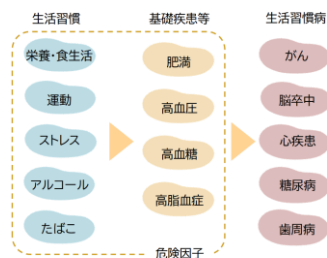 生活習慣
基礎疾患等
生活習慣病
栄養・食生活
運動
ストレス
アルコール
たばこ
肥満
高血圧
高血糖
高脂血症
がん
脳卒中
心疾患
糖尿病
歯周病
危険因子